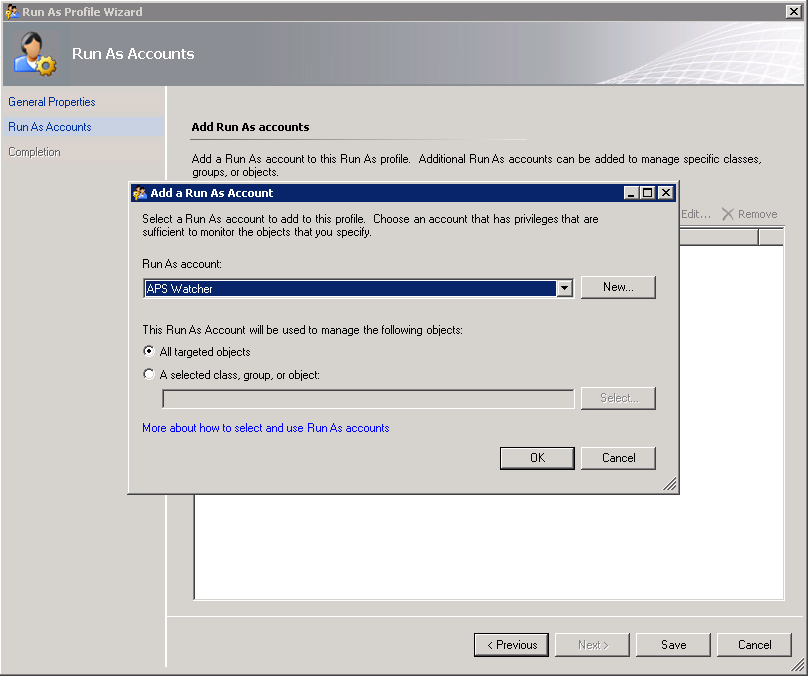 Run As Profile Wizard
Run As Accounts
General Properties
Run As Accounts
Completion
Add Run As accounts
Add a Run As account to this Run As profile.  Additional Run As accounts can be added to manage specific classes,
groups, or objects.
Edit...
Remove
Add a Run As Account
Select a Run As account to add to this profile.  Choose an account that has privileges that are
sufficient to monitor the objects that you specify.
Run As account:
APS Watcher
New...
This Run As Account will be used to manage the following objects:
All targeted objects
A selected class, group, or object:
Select...
More about how to select and use Run As accounts
OK
Cancel
< Previous
Next >
Save
Cancel